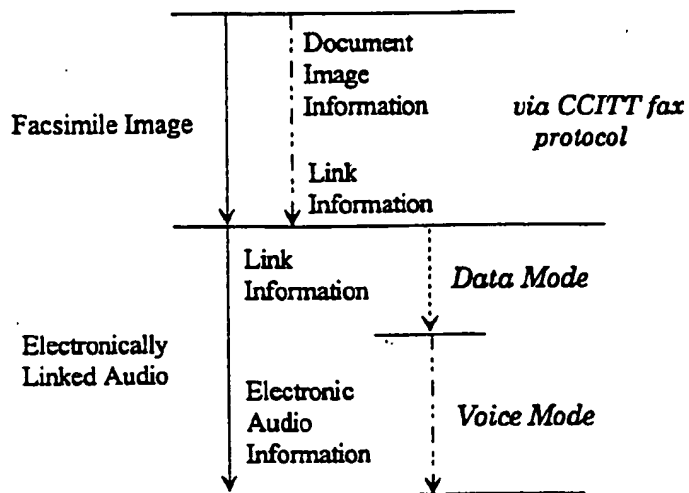 Document
Image
Information
Facsimile Image
via CCITT fax
protocol
Link
Information
Link
Information
Data Mode
Electronically
Linked Audio
Electronic
Audio
Information
Voice Mode